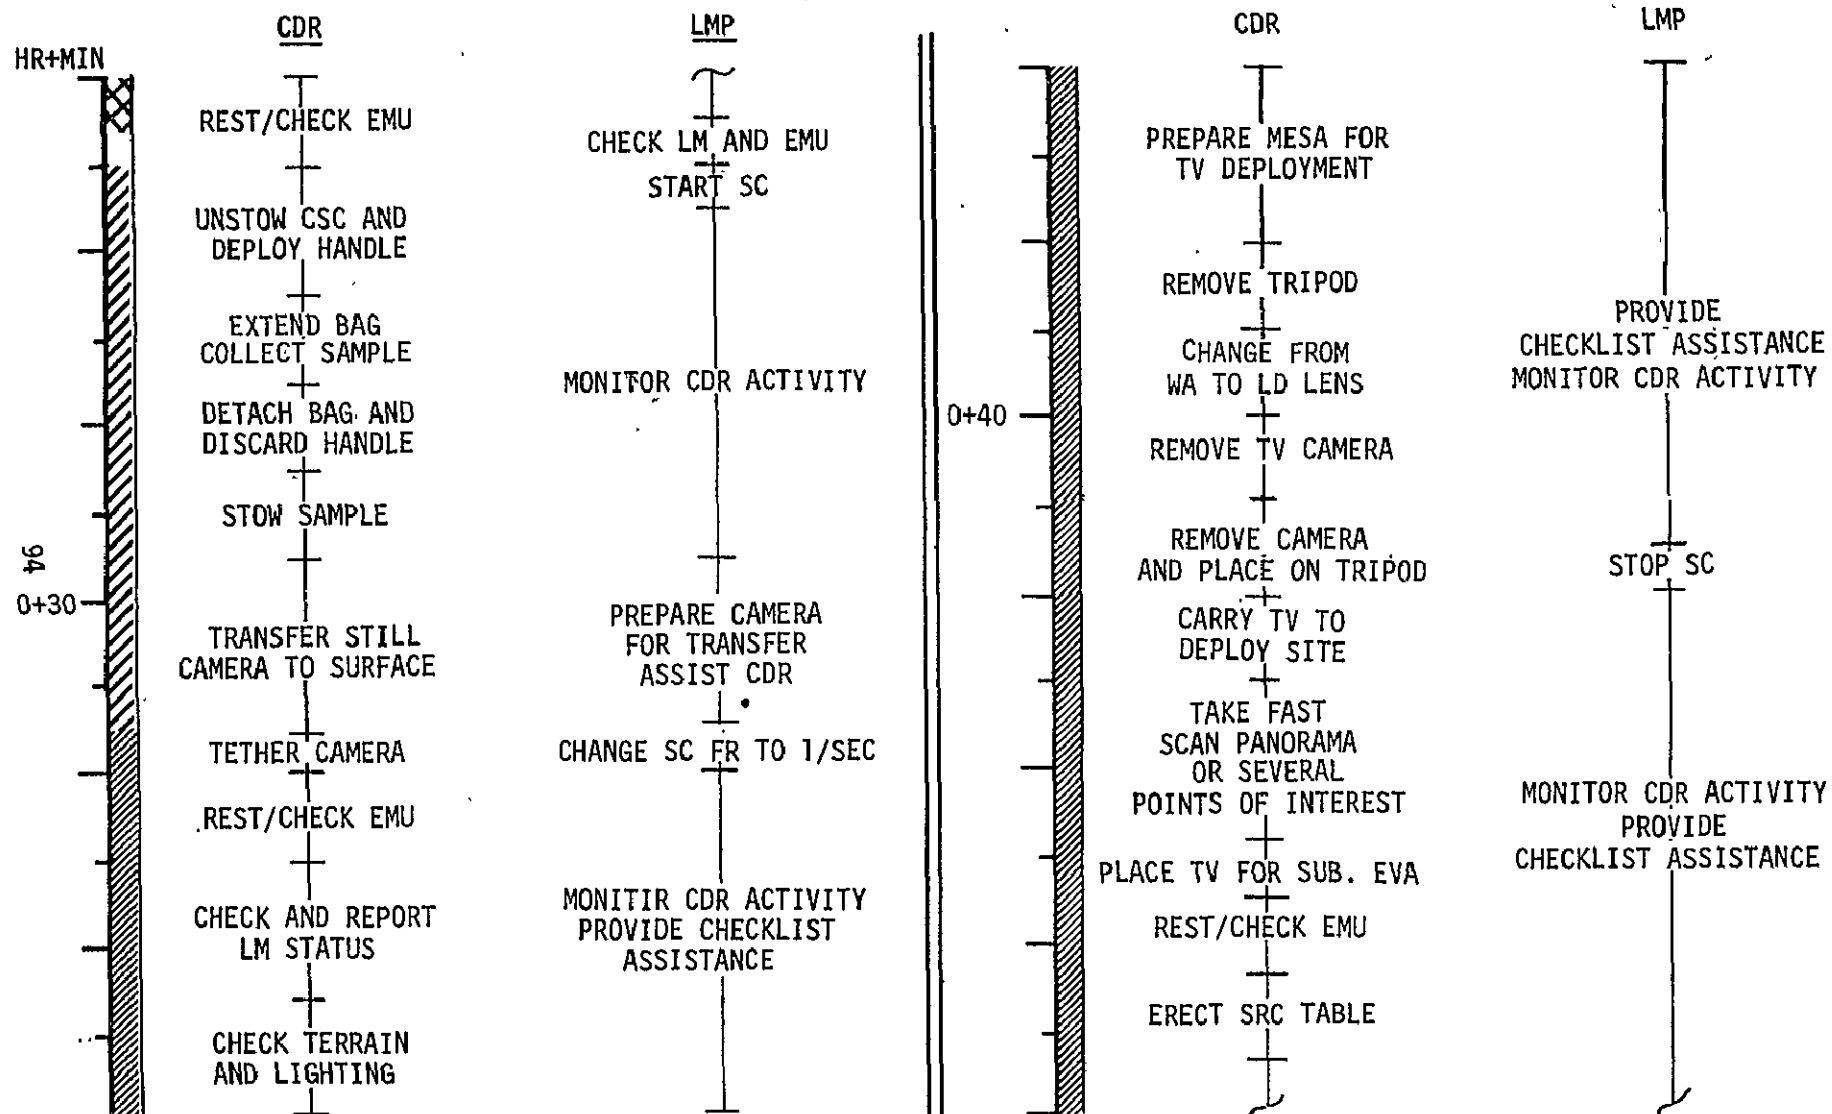 CDR
LMP
HR+MIN
REST/CHECK EMU
UNSTOW CSC AND
DEPLOY HANDLE
EXTEND BAG
COLLECT SAMPLE
DETACH BAG AND
DISCARD HANDLE
STOW SAMPLE
94
0+30
TRANSFER STILL
CAMERA TO SURFACE
TETHER CAMERA
REST/CHECK EMU
CHECK AND REPORT
LM STATUS
CHECK TERRAIN
AND LIGHTING
CHECK LM AND EMU
START SC
MONITOR CDR ACTIVITY
PREPARE CAMERA
FOR TRANSFER
ASSIST CDR
CHANGE SC FR TO 1/SEC
MONITIR CDR ACTIVITY
PROVIDE CHECKLIST
ASSISTANCE
CDR
LMP
PREPARE MESA FOR
TV DEPLOYMENT
REMOVE TRIPOD
CHANGE FROM
WA TO LD LENS
0+40
REMOVE TV CAMERA
REMOVE CAMERA
AND PLACE ON TRIPOD
CARRY TV TO
DEPLOY SITE
TAKE FAST
SCAN PANORAMA
OR SEVERAL
POINTS OF INTEREST
PLACE TV FOR SUB. EVA
REST/CHECK EMU
ERECT SRC TABLE
PROVIDE
CHECKLIST ASSISTANCE
MONITOR CDR ACTIVITY
STOP SC
MONITOR CDR ACTIVITY
PROVIDE
CHECKLIST ASSISTANCE